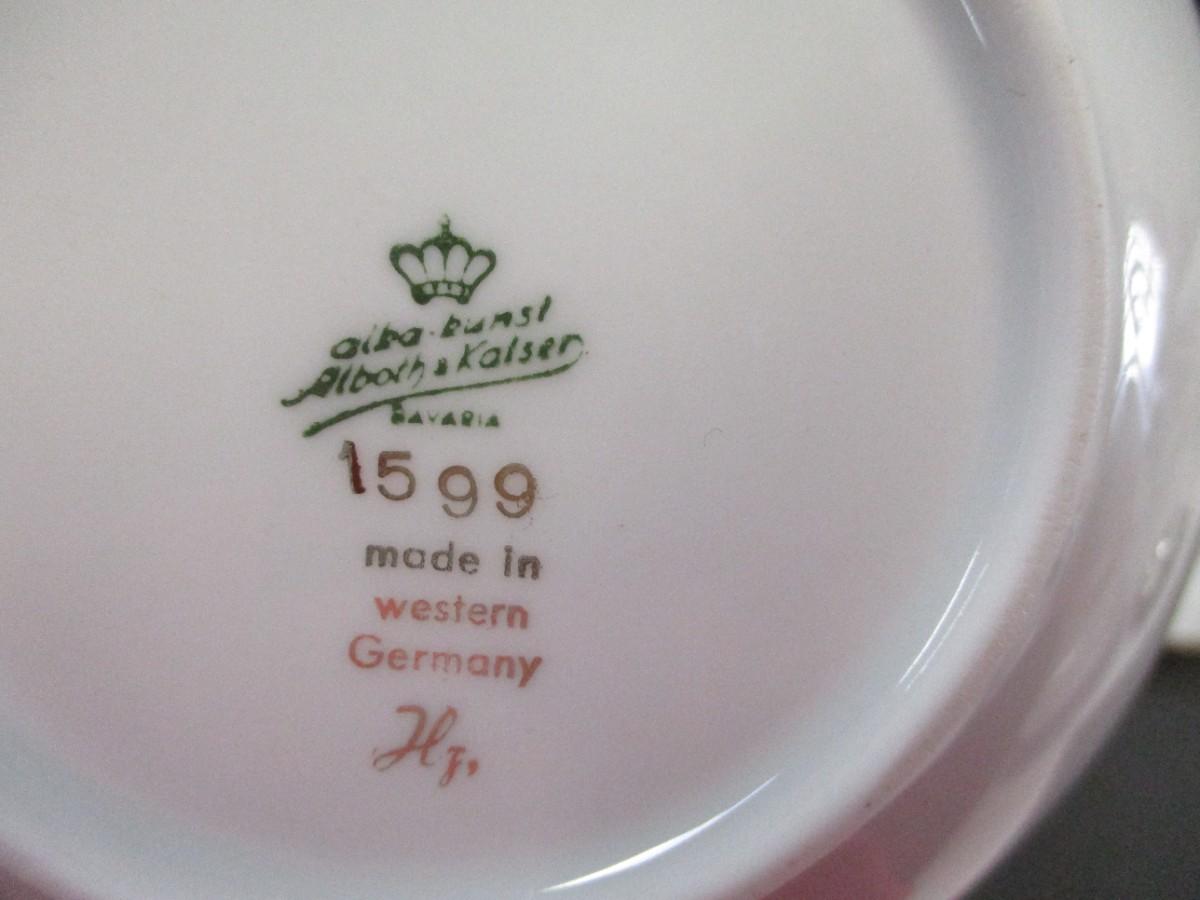 alka-kunst
Alboth & Kaiser
BAVARIA
1599
made in
western
Germany
Hz.